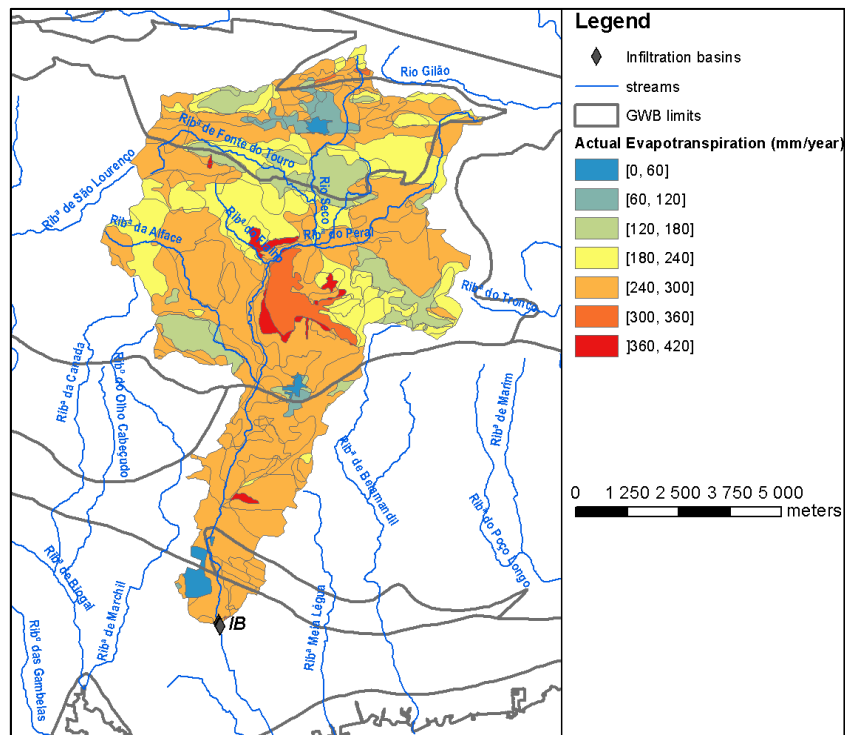 Legend
Infiltration basins
streams
GWB limits
Actual Evapotranspiration (mm/year)
[0, 60]
[60, 120]
[120, 180]
[180, 240]
[240, 300]
[300, 360]
]360, 420]
0 1 250 2 500 3 750 5 000
meters
Rio Gilão
Ribª de Fonte do Touro
Ribª de São Lourenço
Rio Seco
Ribª da Alface
Ribª do Peral
Ribª do Tronco
Ribª da Canada
Ribª do Olho Cabeçudo
Ribª de Marim
Ribª de Belamandil
Ribª do Poço Longo
Ribª de Biogal
Ribª de Marchil
Ribª Meia Légua
Ribº das Gambelas
IB